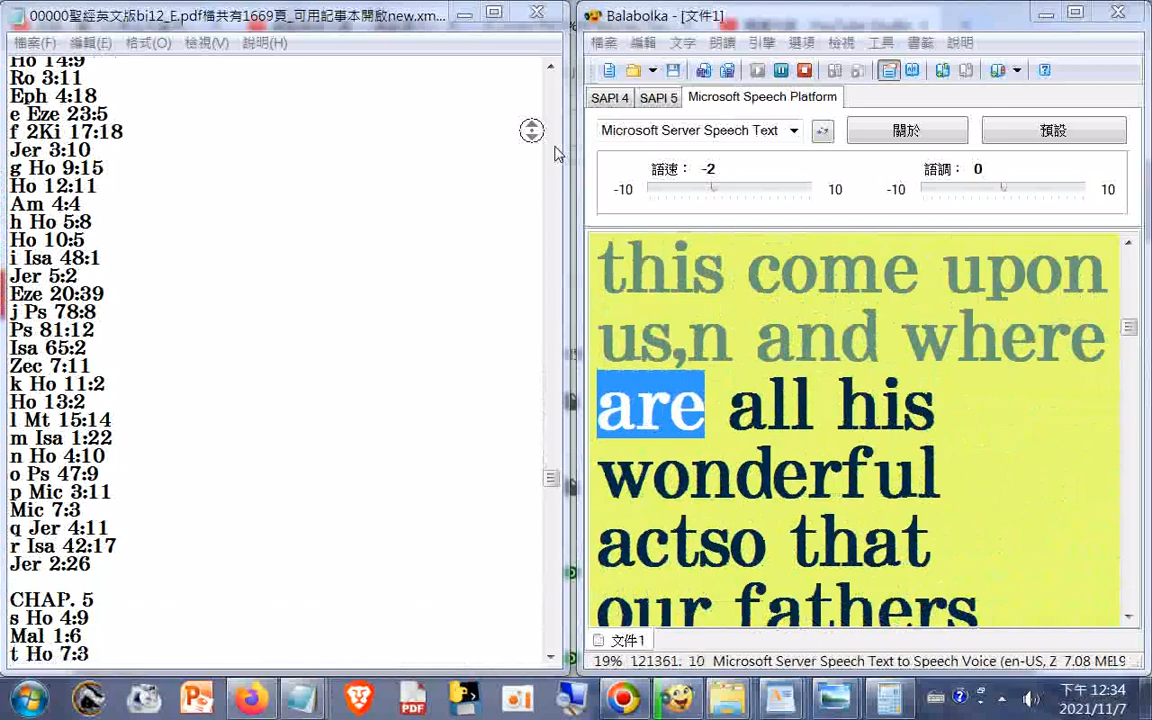 00000聖經英文版bi12_E.pdf檔共有1669頁_可用記事本開啟new.xm...
檔案(F) 編輯(E) 格式(O) 檢視(V) 說明(H)
Ho 14:9
Ro 3:11
Eph 4:18
e Eze 23:5
f 2Ki 17:18
Jer 3:10
g Ho 9:15
Ho 12:11
Am 4:4
h Ho 5:8
Ho 10:5
i Isa 48:1
Jer 5:2
Eze 20:39
j Ps 78:8
Ps 81:12
Isa 65:2
Zec 7:11
k Ho 11:2
Ho 13:2
l Mt 15:14
m Isa 1:22
n Ho 4:10
o Ps 47:9
p Mic 3:11
Mic 7:3
q Jer 4:11
r Isa 42:17
Jer 2:26
CHAP. 5
s Ho 4:9
Mal 1:6
t Ho 7:3
Balabolka - [文件1]
檔案 編輯 文字 朗讀 引擎 選項 檢視 工具 書籤 說明
SAPI 4 SAPI 5 Microsoft Speech Platform
Microsoft Server Speech Text 關於 預設
語速： -2 語調： 0
-10 10 -10 10
this come upon
us,n and where
are all his
wonderful
actso that
our fathers
文件1
19% 121361. 10 Microsoft Server Speech Text to Speech Voice (en-US, Z 7.08 ME
PDF
下午 12:34
2021/11/7